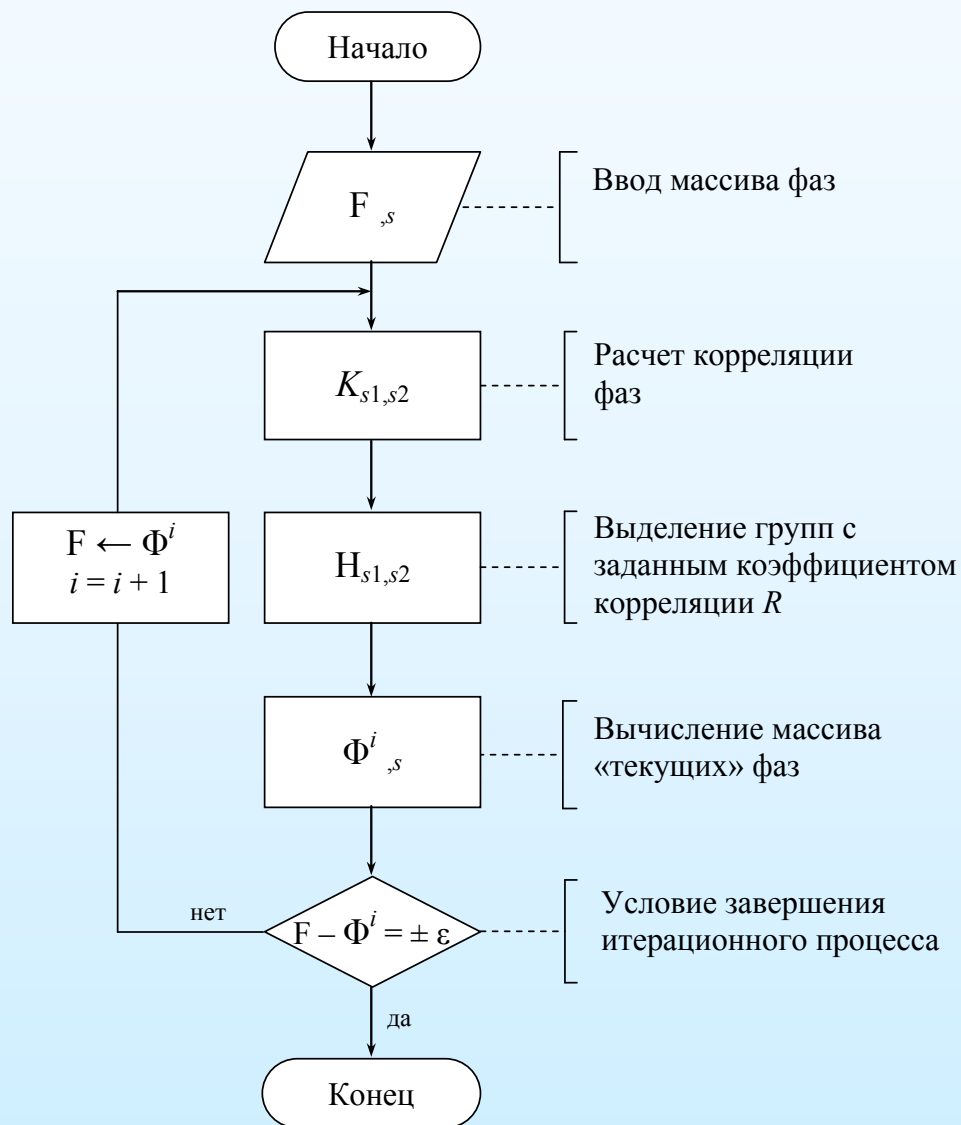 Начало
F ,s
Ввод массива фаз
Ks1,s2
Расчет корреляции
фаз
F ← Φi
i = i + 1
Hs1,s2
Выделение групп с
заданным коэффициентом
корреляции R
Φi ,s
Вычисление массива
«текущих» фаз
нет
F – Φi = ± ε
Условие завершения
итерационного процесса
да
Конец